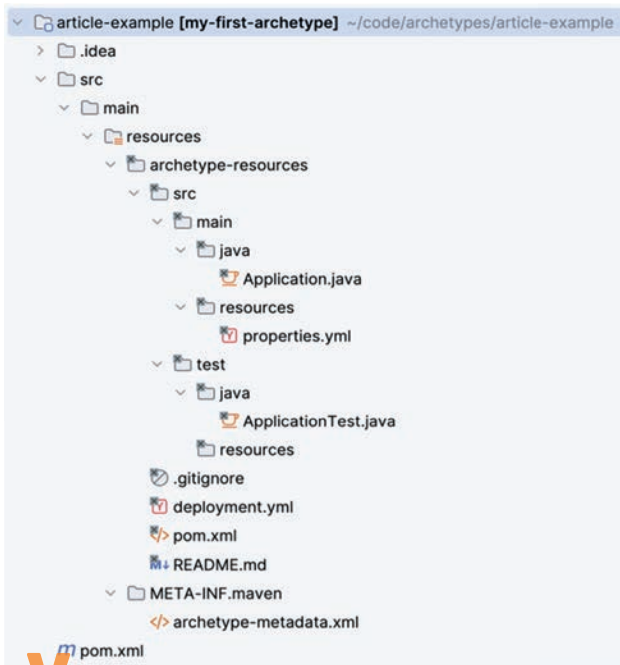 article-example [my-first-archetype] ~/code/archetypes/article-example
.idea
src
main
resources
archetype-resources
src
main
java
Application.java
resources
properties.yml
test
java
ApplicationTest.java
resources
.gitignore
deployment.yml
pom.xml
README.md
META-INF.maven
archetype-metadata.xml
pom.xml